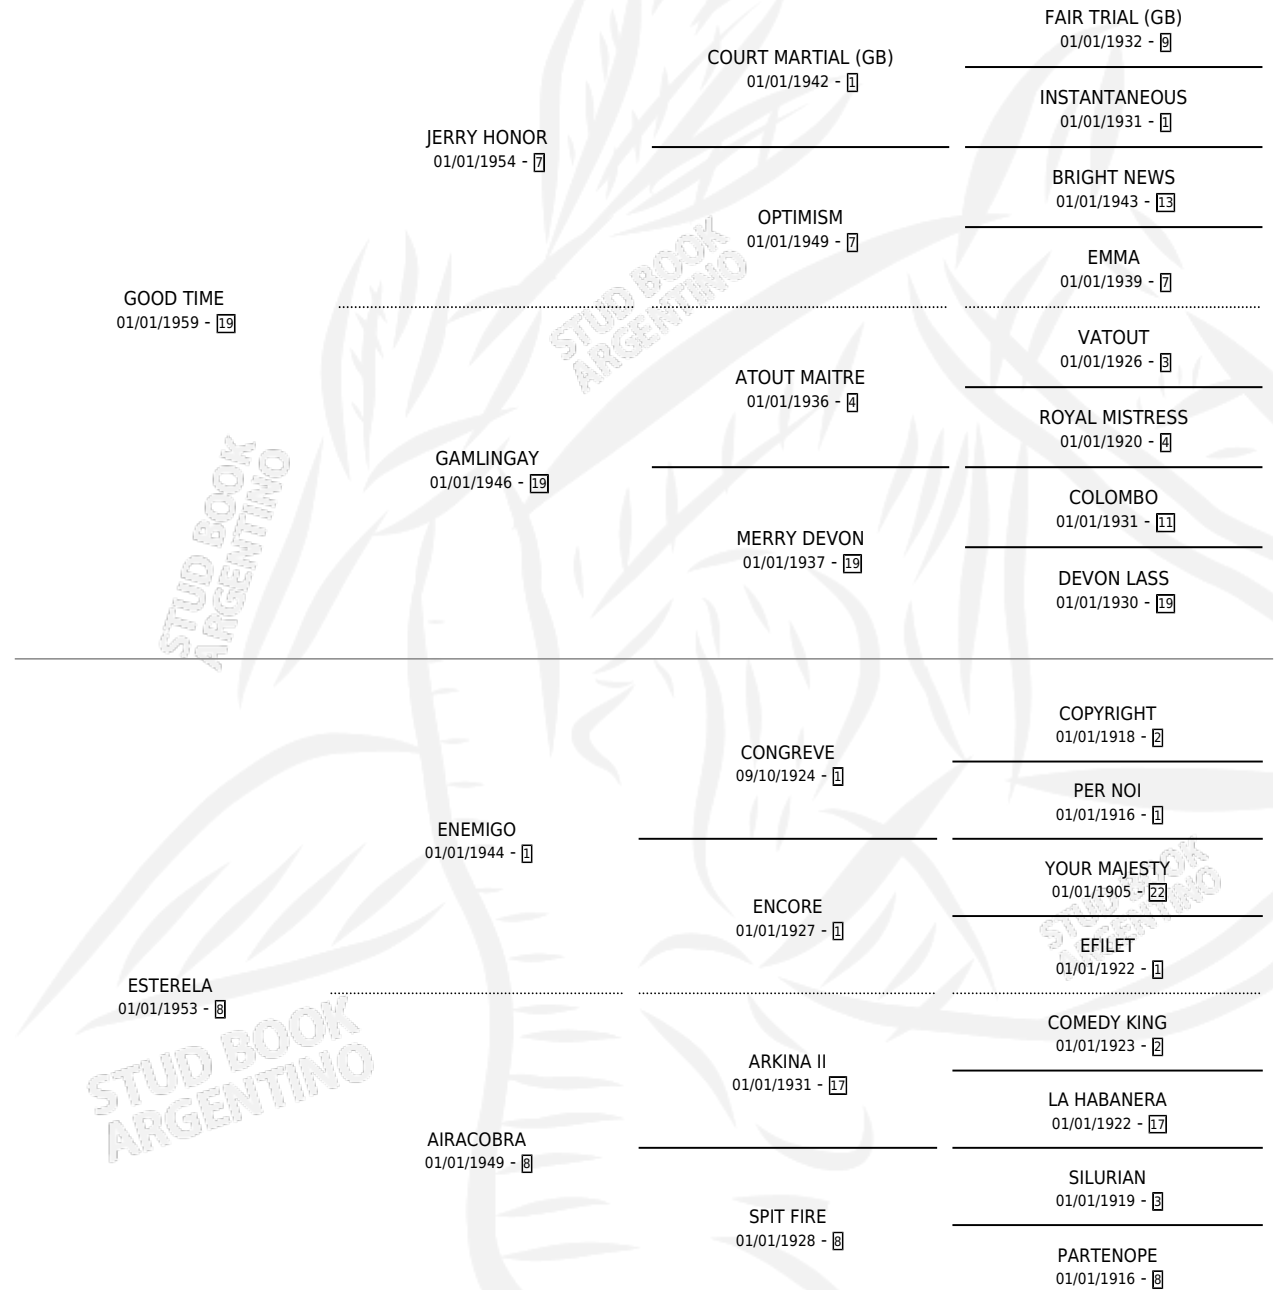 FAIR TRIAL (GB)
01/01/1932 - 9
COURT MARTIAL (GB)
01/01/1942 - 1
INSTANTANEOUS
01/01/1931 - 1
JERRY HONOR
01/01/1954 - 7
BRIGHT NEWS
01/01/1943 - 13
OPTIMISM
01/01/1949 - 7
EMMA
01/01/1939 - 7
GOOD TIME
01/01/1959 - 19
VATOUT
01/01/1926 - 3
ATOUT MAITRE
01/01/1936 - 4
ROYAL MISTRESS
01/01/1920 - 4
GAMLINGAY
01/01/1946 - 19
COLOMBO
01/01/1931 - 11
MERRY DEVON
01/01/1937 - 19
DEVON LASS
01/01/1930 - 19
COPYRIGHT
01/01/1918 - 2
CONGREVE
09/10/1924 - 1
PER NOI
01/01/1916 - 1
ENEMIGO
01/01/1944 - 1
YOUR MAJESTY
01/01/1905 - 22
ENCORE
01/01/1927 - 1
EFILET
01/01/1922 - 1
ESTERELA
01/01/1953 - 8
COMEDY KING
01/01/1923 - 2
ARKINA II
01/01/1931 - 17
LA HABANERA
01/01/1922 - 17
AIRACOBRA
01/01/1949 - 8
SILURIAN
01/01/1919 - 3
SPIT FIRE
01/01/1928 - 8
PARTENOPE
01/01/1916 - 8
STUD BOOK
ARGENTINO
STUD BOOK
ARGENTINO
STUD BOOK
ARGENTINO
STUD BOOK
ARGENTINO